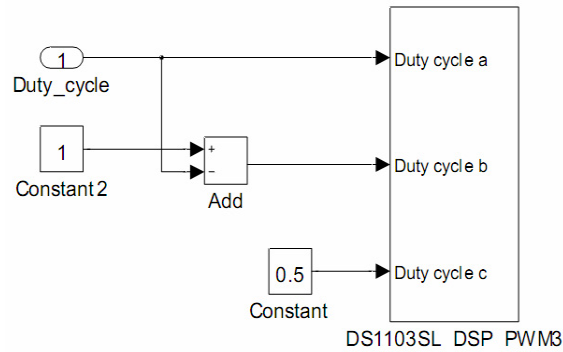 1
Duty cycle a
Duty_cycle
1
+
−
Duty cycle b
Constant 2
Add
0.5
Duty cycle c
Constant
DS1103SL DSP PWM3